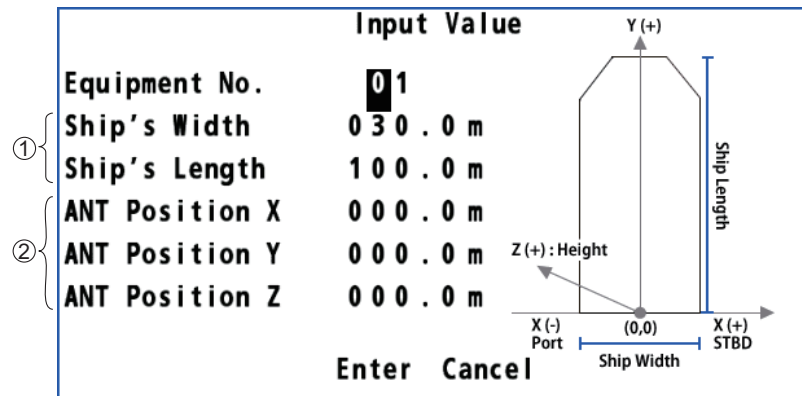 Input Value
Equipment No. 01
① Ship's Width 030.0 m
Ship's Length 100.0 m
② ANT Position X 000.0 m
ANT Position Y 000.0 m
ANT Position Z 000.0 m
Enter Cancel
Y (+)
Ship Length
Z (+) : Height
X (-)
Port
(0,0)
X (+)
STBD
Ship Width